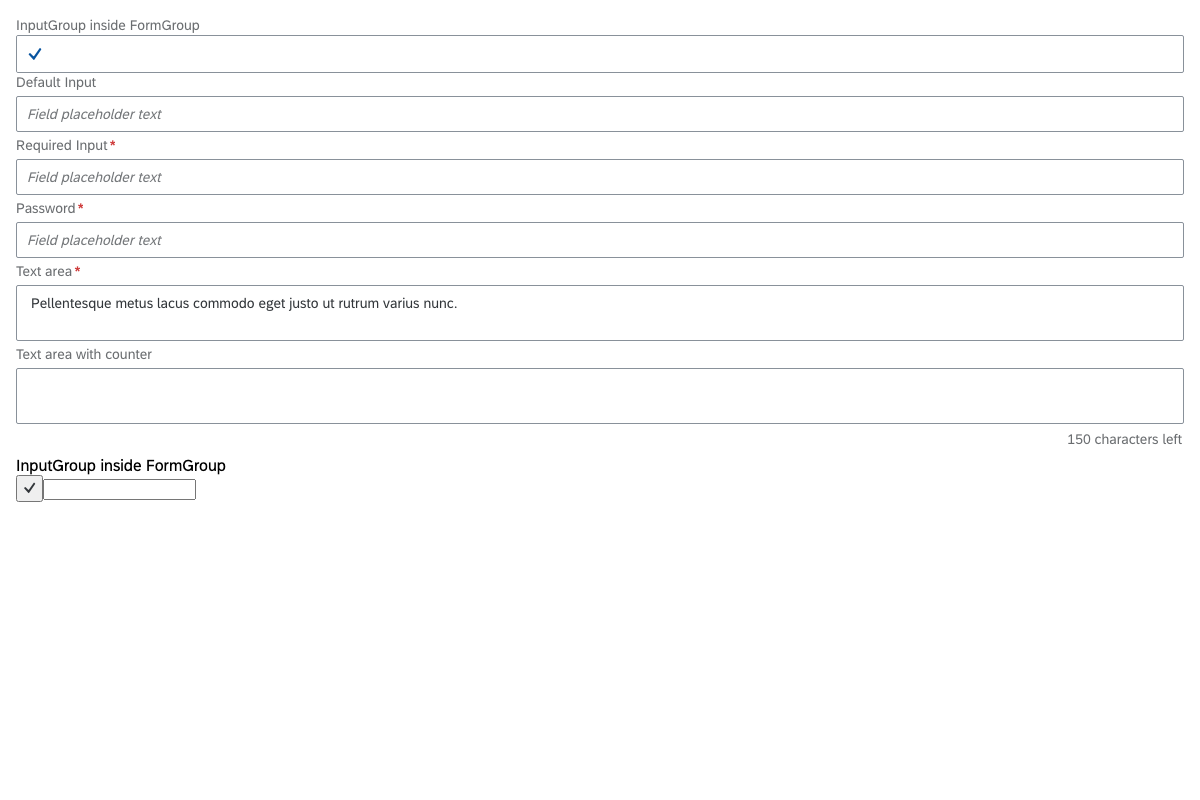 InputGroup inside FormGroup
Default Input
Field placeholder text
Required Input*
Field placeholder text
Password*
Field placeholder text
Text area*
Pellentesque metus lacus commodo eget justo ut rutrum varius nunc.
Text area with counter
150 characters left
InputGroup inside FormGroup